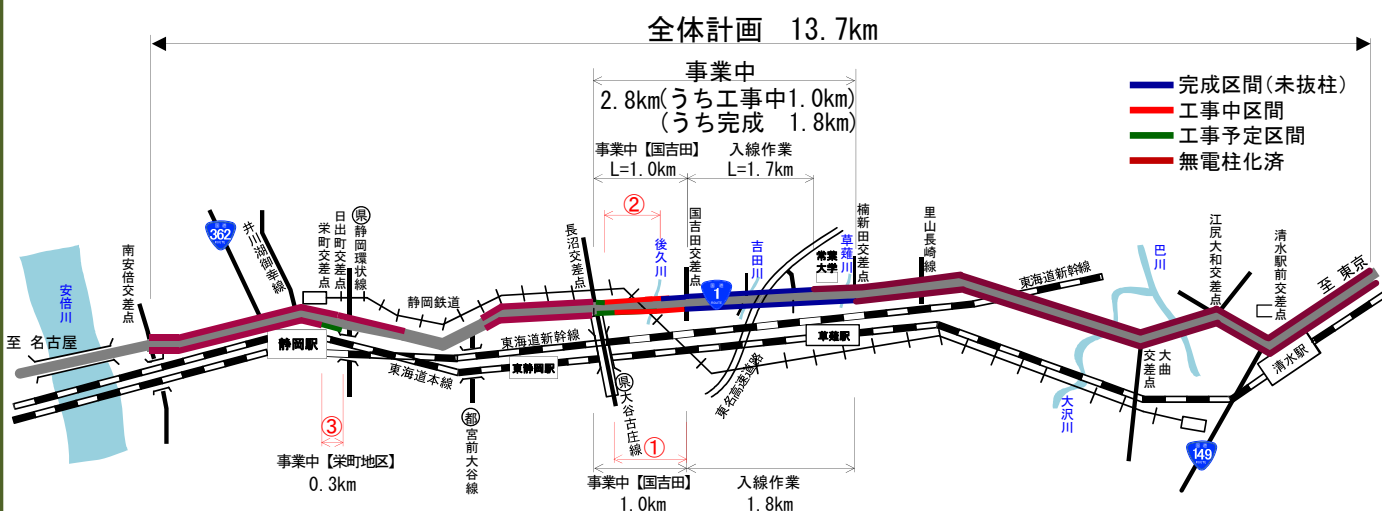 全体計画 13.7km
事業中
2.8km(うち工事中1.0km)
(うち完成 1.8km)
完成区間(未抜柱)
工事中区間
工事予定区間
無電柱化済
事業中【国吉田】
L=1.0km
入線作業
L=1.7km
②
362
井川湖御幸線
栄町交差点
日出町交差点
県
静岡環状線
南安倍交差点
安倍川
至 名古屋
静岡鉄道
静岡駅
東海道本線
東海道新幹線
東静岡駅
長沼交差点
後久川
国吉田交差点
1
吉田川
常葉
大学
草薙川
楠新田交差点
里山長崎線
東海道新幹線
草薙駅
東名高速道路
巴川
江尻大和交差点
清水駅前交差点
至 東京
清水駅
大曲
交差点
大沢川
149
県
大谷古庄線
都
宮前大谷線
③
事業中【栄町地区】
0.3km
①
事業中【国吉田】
1.0km
入線作業
1.8km